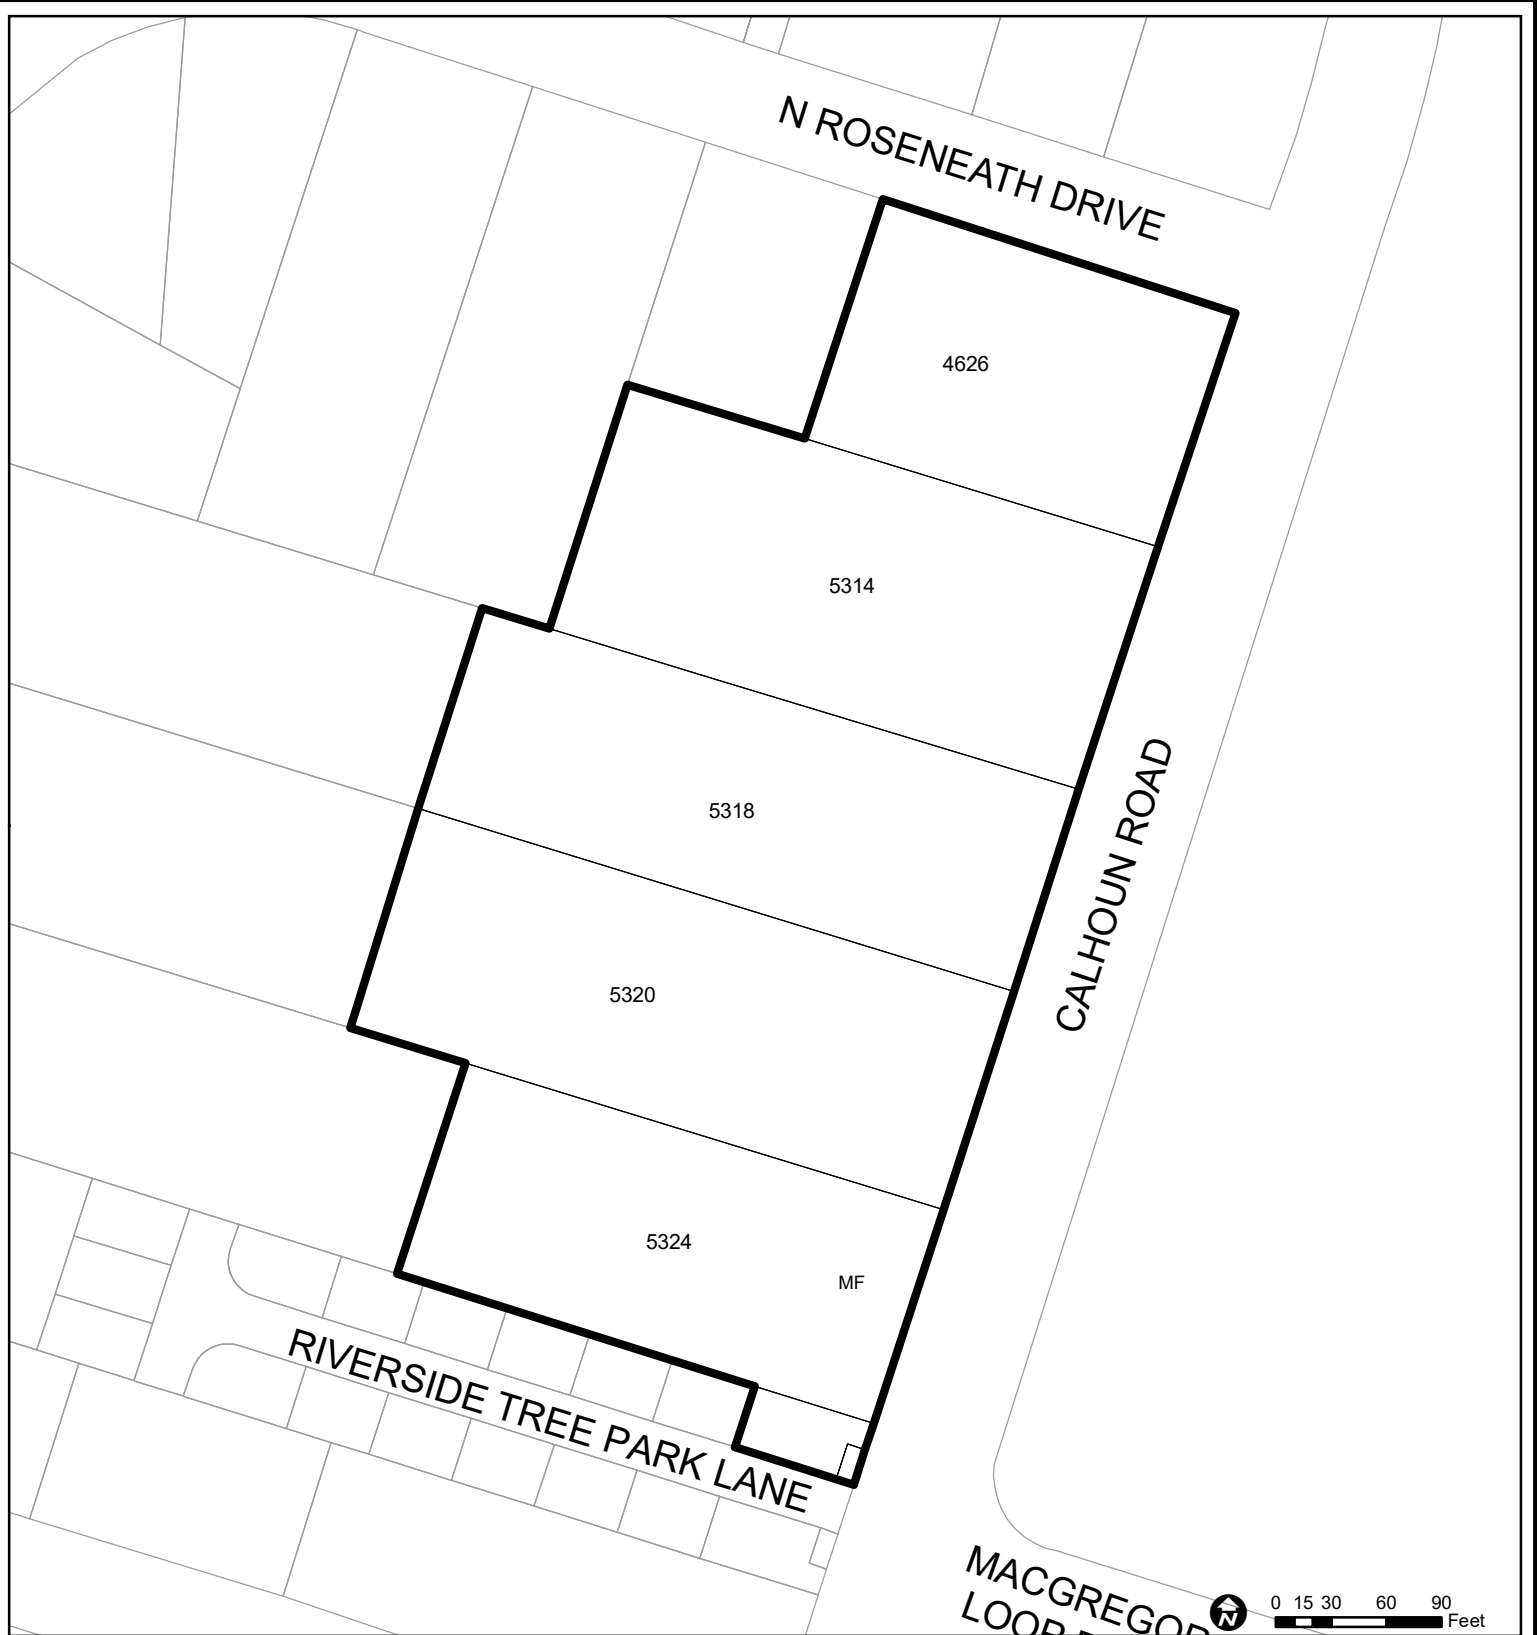 N ROSENEATH DRIVE
4626
5314
CALHOUN ROAD
5318
5320
5324
MF
RIVERSIDE TREE PARK LANE
MACGREGOR
LOOP
N
0 15 30 60 90
Feet